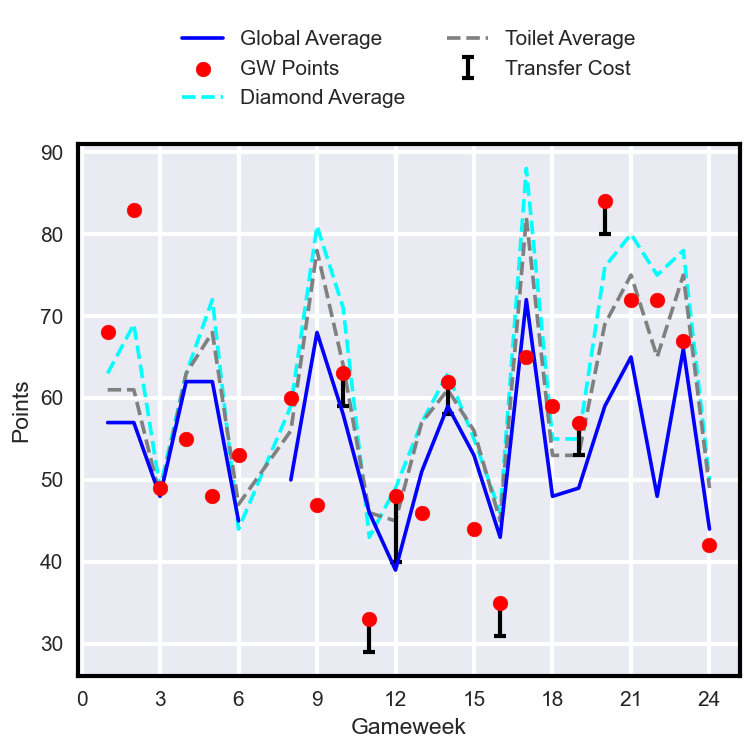 Global Average
GW Points
Diamond Average
Toilet Average
Transfer Cost
90
80
70
60
50
40
30
Points
0 3 6 9 12 15 18 21 24
Gameweek